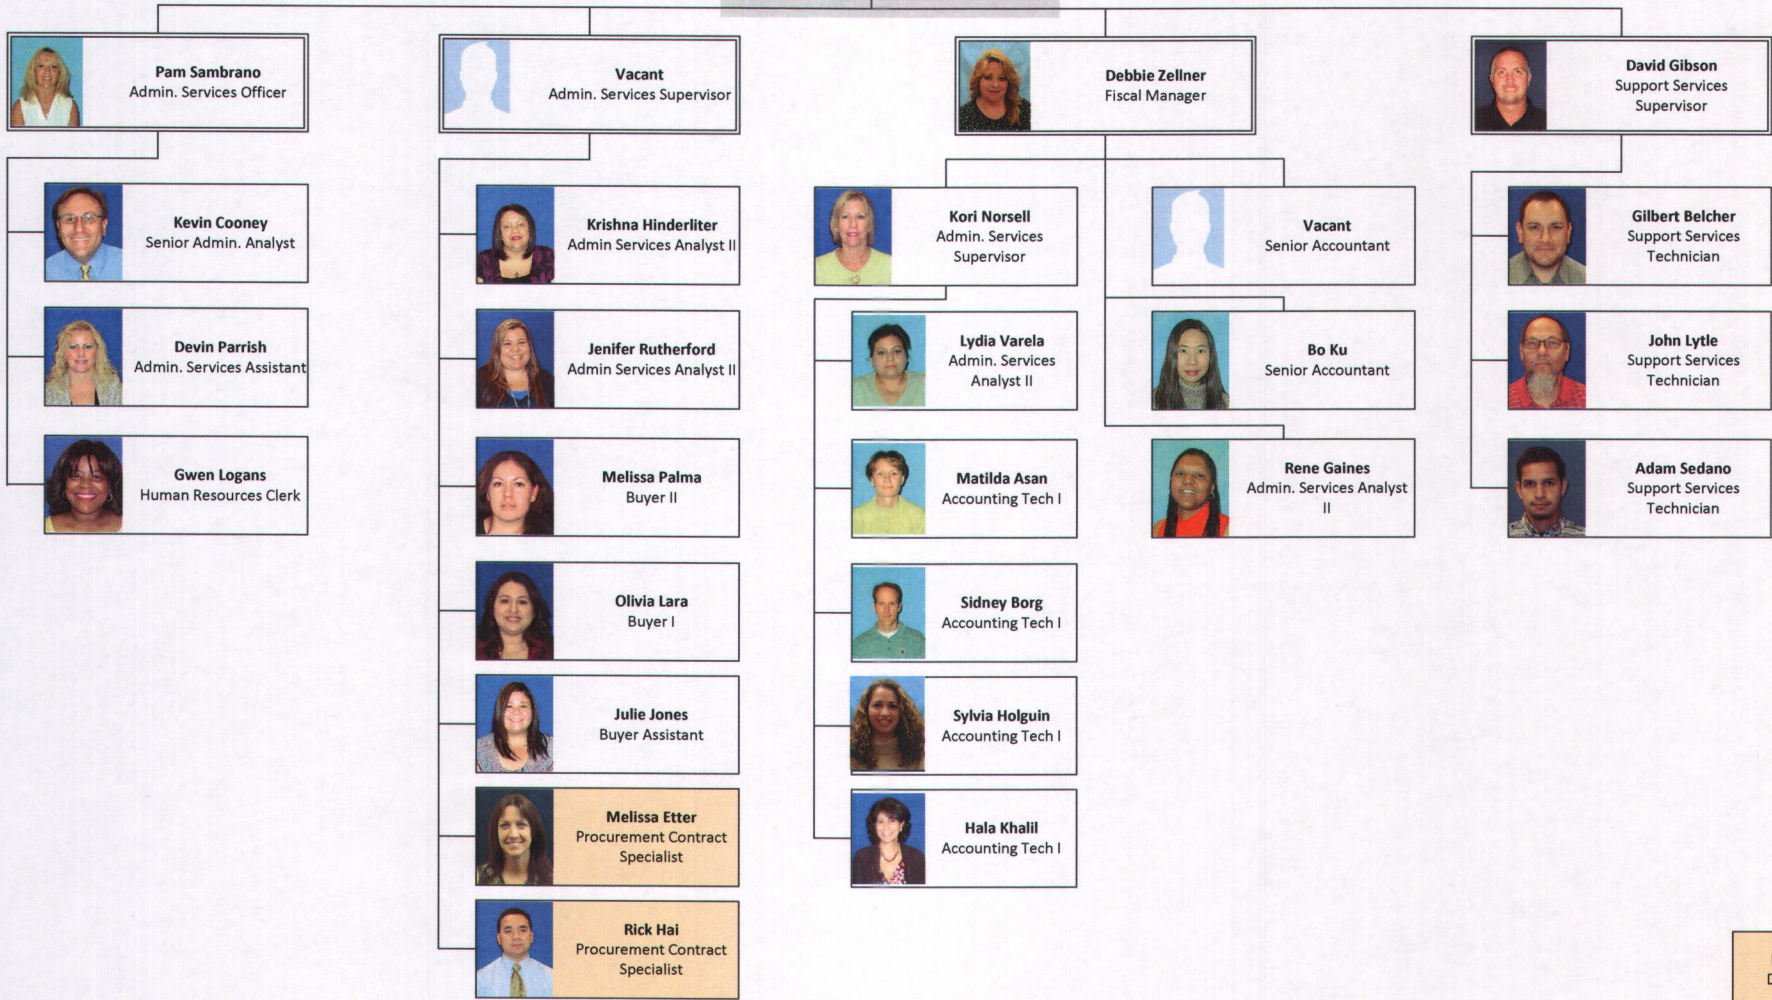 Pam Sambrano
Admin. Services Officer
Kevin Cooney
Senior Admin. Analyst
Devin Parrish
Admin. Services Assistant
Gwen Logans
Human Resources Clerk
Vacant
Admin. Services Supervisor
Krishna Hinderliter
Admin Services Analyst II
Jenifer Rutherford
Admin Services Analyst II
Melissa Palma
Buyer II
Olivia Lara
Buyer I
Julie Jones
Buyer Assistant
Melissa Etter
Procurement Contract
Specialist
Rick Hai
Procurement Contract
Specialist
Debbie Zellner
Fiscal Manager
Kori Norsell
Admin. Services
Supervisor
Lydia Varela
Admin. Services
Analyst II
Matilda Asan
Accounting Tech I
Sidney Borg
Accounting Tech I
Sylvia Holguin
Accounting Tech I
Hala Khalil
Accounting Tech I
Vacant
Senior Accountant
Bo Ku
Senior Accountant
Rene Gaines
Admin. Services Analyst
II
David Gibson
Support Services
Supervisor
Gilbert Belcher
Support Services
Technician
John Lytle
Support Services
Technician
Adam Sedano
Support Services
Technician